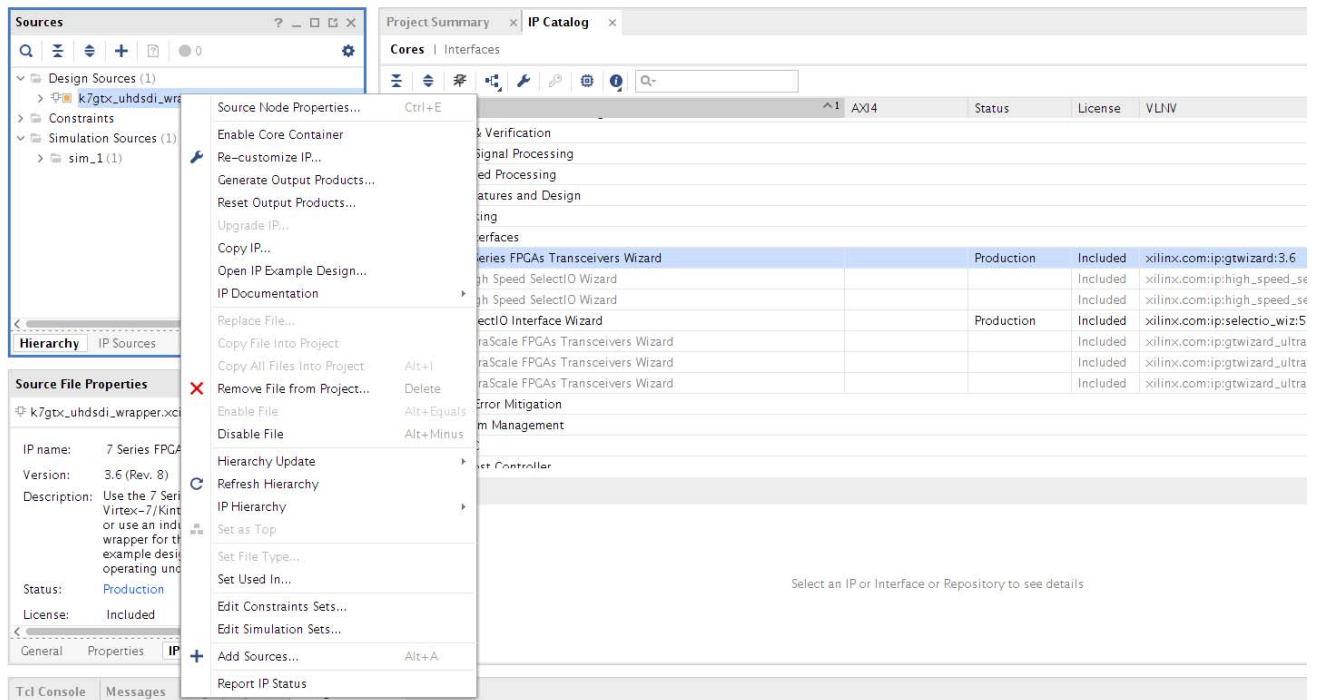 Sources
Design Sources (1)
k7gtx_uhdsdi_wra
Constraints
Simulation Sources (1)
sim_1 (1)
0
Hierarchy
IP Sources
Source File Properties
k7gtx_uhdsdi_wrapper.xci
IP name: 7 Series FPGA
Version: 3.6 (Rev. 8)
Description: Use the 7 Seri
Virtex-7/Kint
or use an indu
wrapper for th
example desig
operating und
Status: Production
License: Included
General Properties IP
Tcl Console Messages
Source Node Properties... Ctrl+E
Enable Core Container
Re-customize IP...
Generate Output Products...
Reset Output Products...
Upgrade IP...
Copy IP...
Open IP Example Design...
IP Documentation
Replace File...
Copy File Into Project
Copy All Files Into Project Alt+I
Remove File from Project... Delete
Enable File Alt+Equals
Disable File Alt+Minus
Hierarchy Update
Refresh Hierarchy
IP Hierarchy
Set as Top
Set File Type...
Set Used In...
Edit Constraints Sets...
Edit Simulation Sets...
Add Sources... Alt+A
Report IP Status
Project Summary IP Catalog
Cores | Interfaces
1 AXI4 Status License VLNV
& Verification
Signal Processing
ed Processing
atures and Design
king
erfaces
Series FPGAs Transceivers Wizard Production Included xilinx.com:ip:gtwizard:3.6
gh Speed SelectIO Wizard Included xilinx.com:ip:high_speed_se
gh Speed SelectIO Wizard Included xilinx.com:ip:high_speed_se
ectIO Interface Wizard Production Included xilinx.com:ip:selectio_wiz:5
raScale FPGAs Transceivers Wizard Included xilinx.com:ip:gtwizard_ultra
raScale FPGAs Transceivers Wizard Included xilinx.com:ip:gtwizard_ultra
raScale FPGAs Transceivers Wizard Included xilinx.com:ip:gtwizard_ultra
Error Mitigation
m Management
st Controller
Select an IP or Interface or Repository to see details